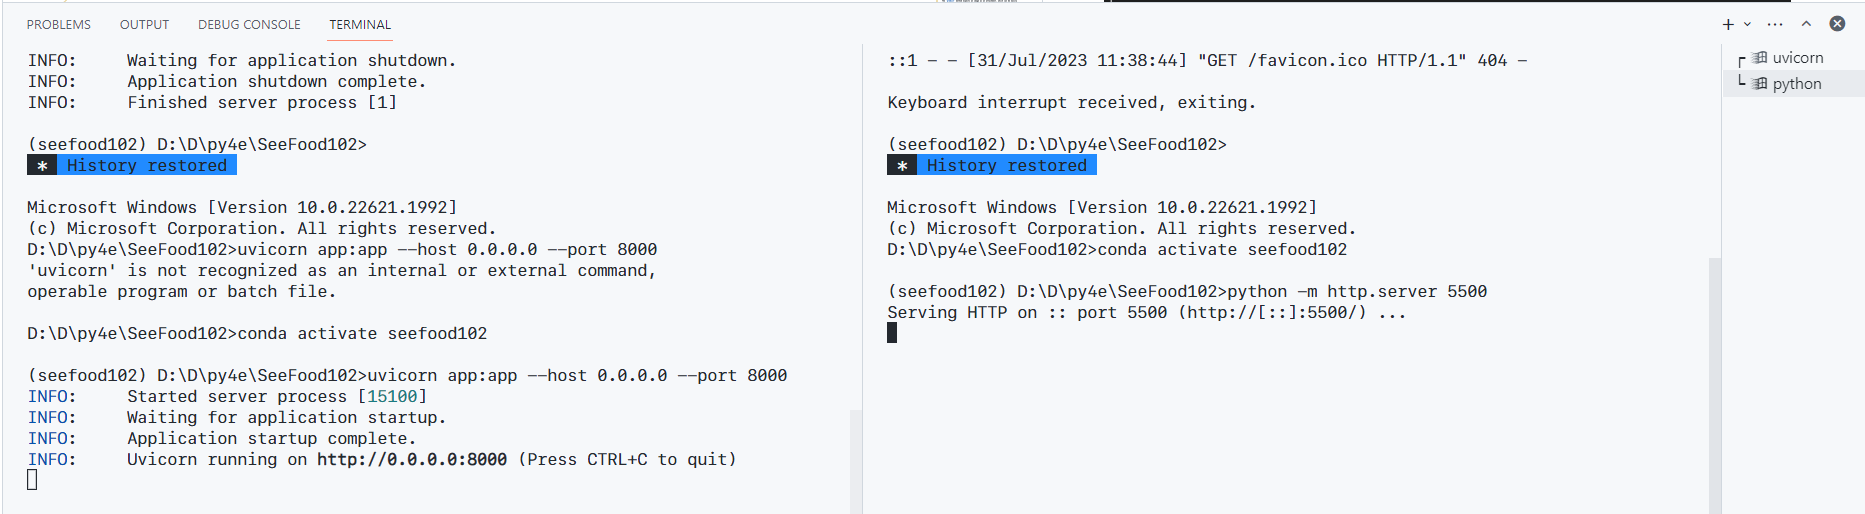 PROBLEMS OUTPUT DEBUG CONSOLE TERMINAL
INFO: Waiting for application shutdown.
INFO: Application shutdown complete.
INFO: Finished server process [1]
(seefood102) D:\D\py4e\SeeFood102>
* History restored
Microsoft Windows [Version 10.0.22621.1992]
(c) Microsoft Corporation. All rights reserved.
D:\D\py4e\SeeFood102>uvicorn app:app --host 0.0.0.0 --port 8000
'uvicorn' is not recognized as an internal or external command,
operable program or batch file.
D:\D\py4e\SeeFood102>conda activate seefood102
(seefood102) D:\D\py4e\SeeFood102>uvicorn app:app --host 0.0.0.0 --port 8000
INFO: Started server process [15100]
INFO: Waiting for application startup.
INFO: Application startup complete.
INFO: Uvicorn running on http://0.0.0.0:8000 (Press CTRL+C to quit)
::1 - - [31/Jul/2023 11:38:44] "GET /favicon.ico HTTP/1.1" 404 -
Keyboard interrupt received, exiting.
(seefood102) D:\D\py4e\SeeFood102>
* History restored
Microsoft Windows [Version 10.0.22621.1992]
(c) Microsoft Corporation. All rights reserved.
D:\D\py4e\SeeFood102>conda activate seefood102
(seefood102) D:\D\py4e\SeeFood102>python -m http.server 5500
Serving HTTP on :: port 5500 (http://[::]:5500/) ...
uvicorn
python